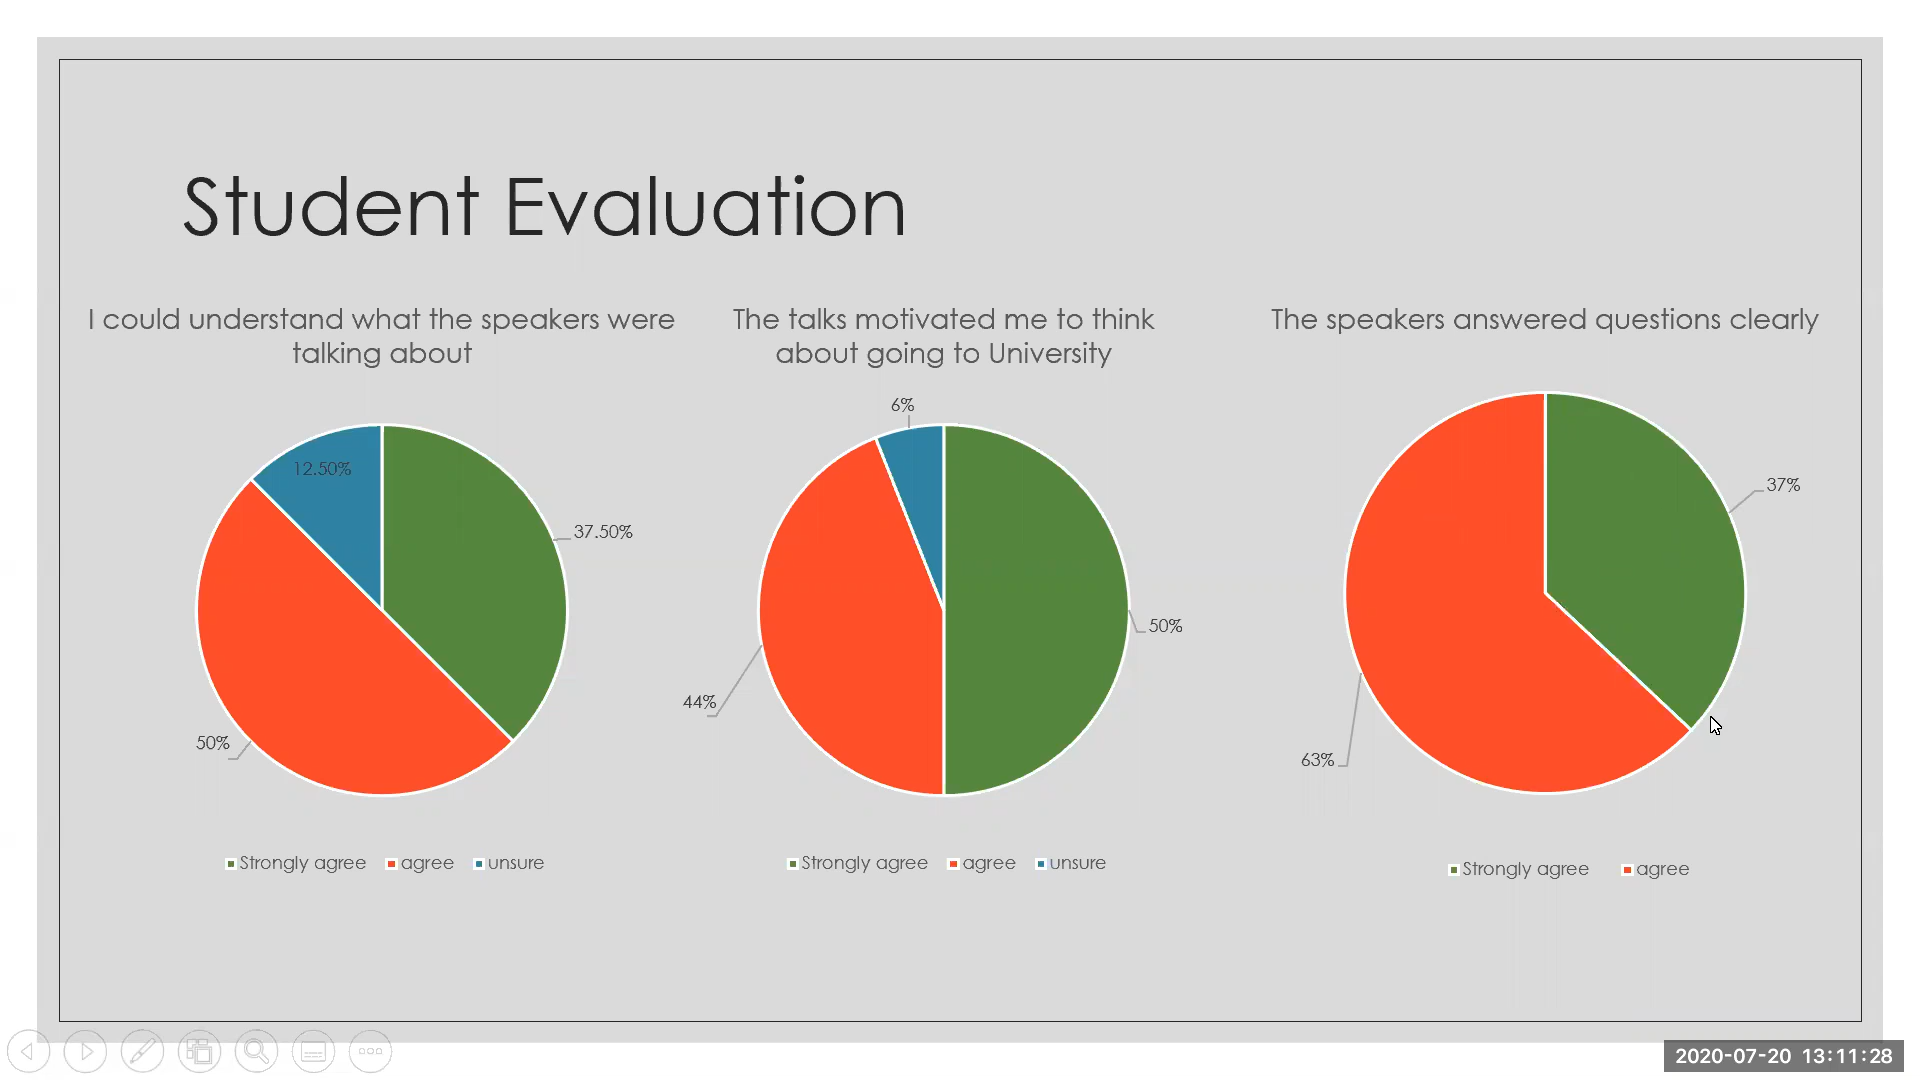 Student Evaluation
I could understand what the speakers were
talking about
12.50%
37.50%
50%
Strongly agree agree unsure
The talks motivated me to think
about going to University
6%
50%
44%
Strongly agree agree unsure
The speakers answered questions clearly
37%
63%
Strongly agree agree
2020-07-20 13:11:28